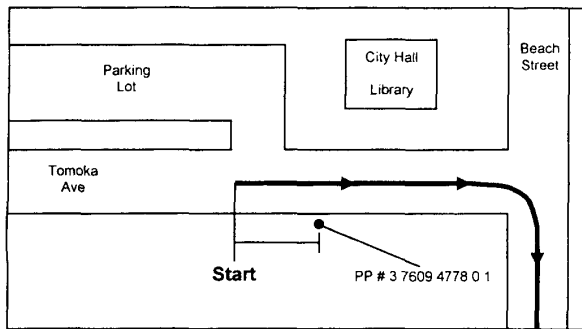 Parking
Lot
City Hall
Library
Beach
Street
Tomoka
Ave
Start
PP # 3 7609 4778 0 1